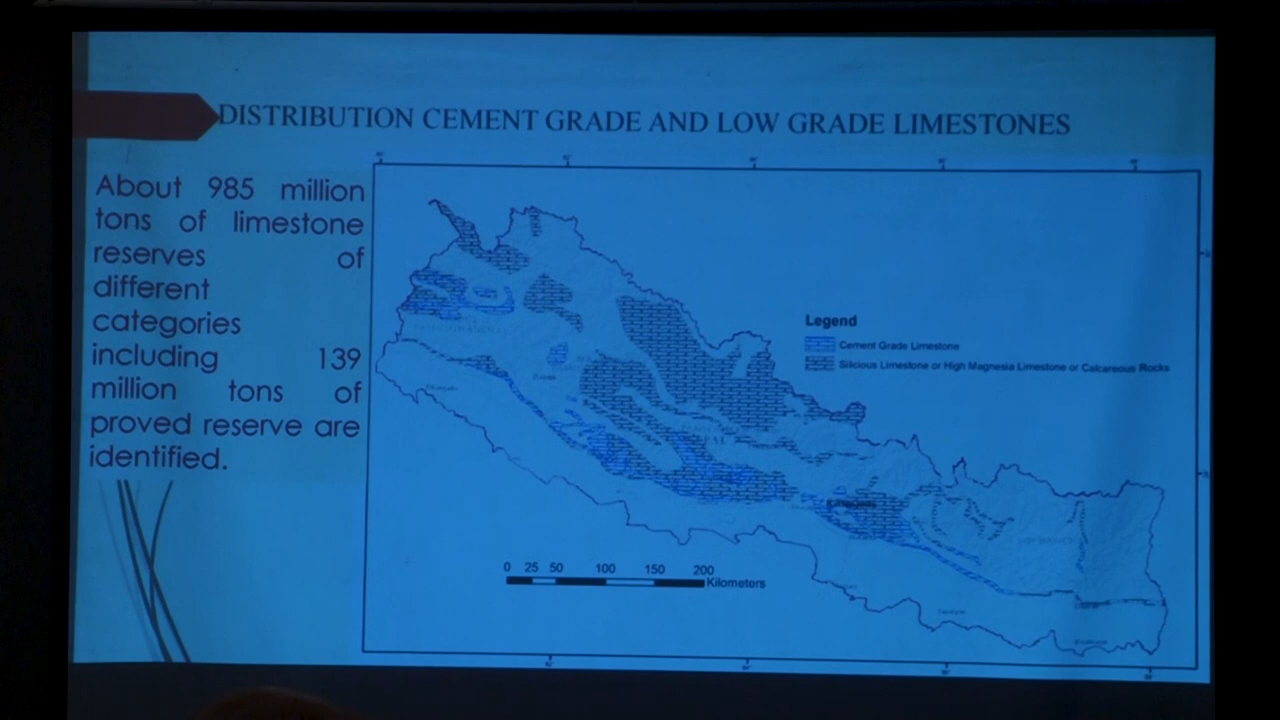 DISTRIBUTION CEMENT GRADE AND LOW GRADE LIMESTONES
About 985 million
tons of limestone
reserves of
different
categories
including 139
million tons of
proved reserve are
identified.
Legend
Cement Grade Limestone
Silicious Limestone or High Magnesia Limestone or Calcareous Rocks
0 25 50 100 150 200
Kilometers